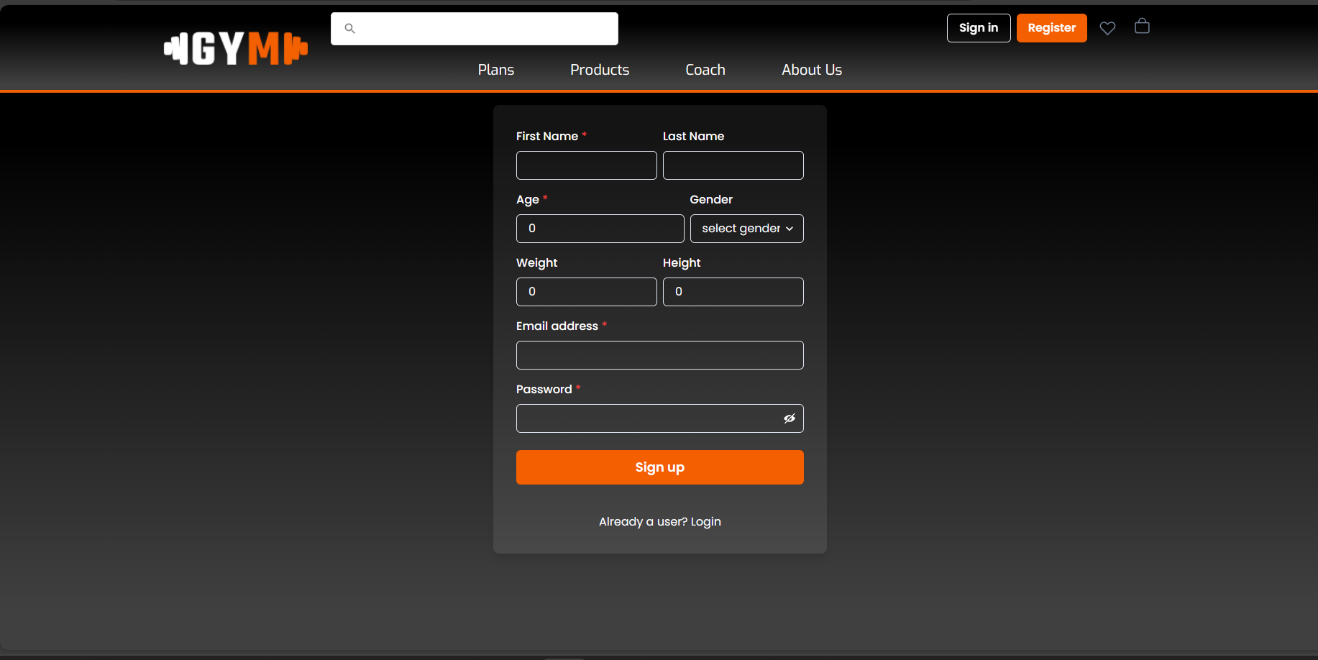 GYM
Sign in Register
Plans Products Coach About Us
First Name * Last Name
Age * Gender
0 select gender
Weight Height
0 0
Email address *
Password *
Sign up
Already a user? Login